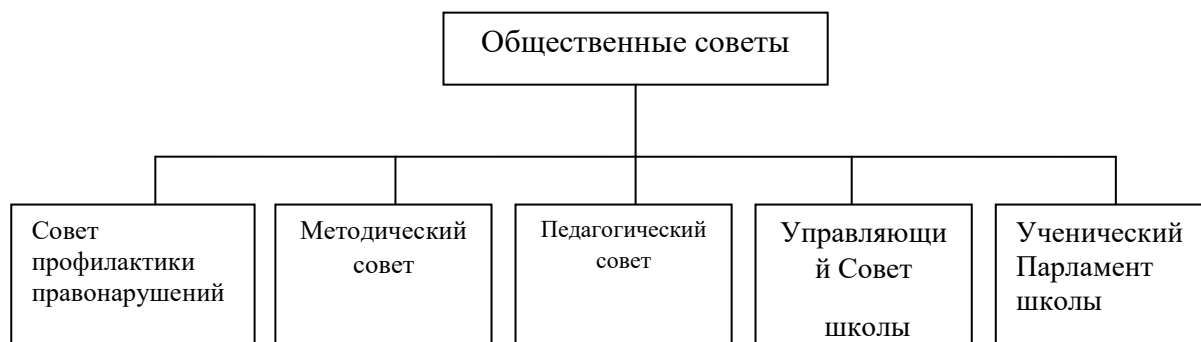 Общественные советы
Совет
профилактики
правонарушений
Методический
совет
Педагогический
совет
Управляющи
й Совет
школы
Ученический
Парламент
школы